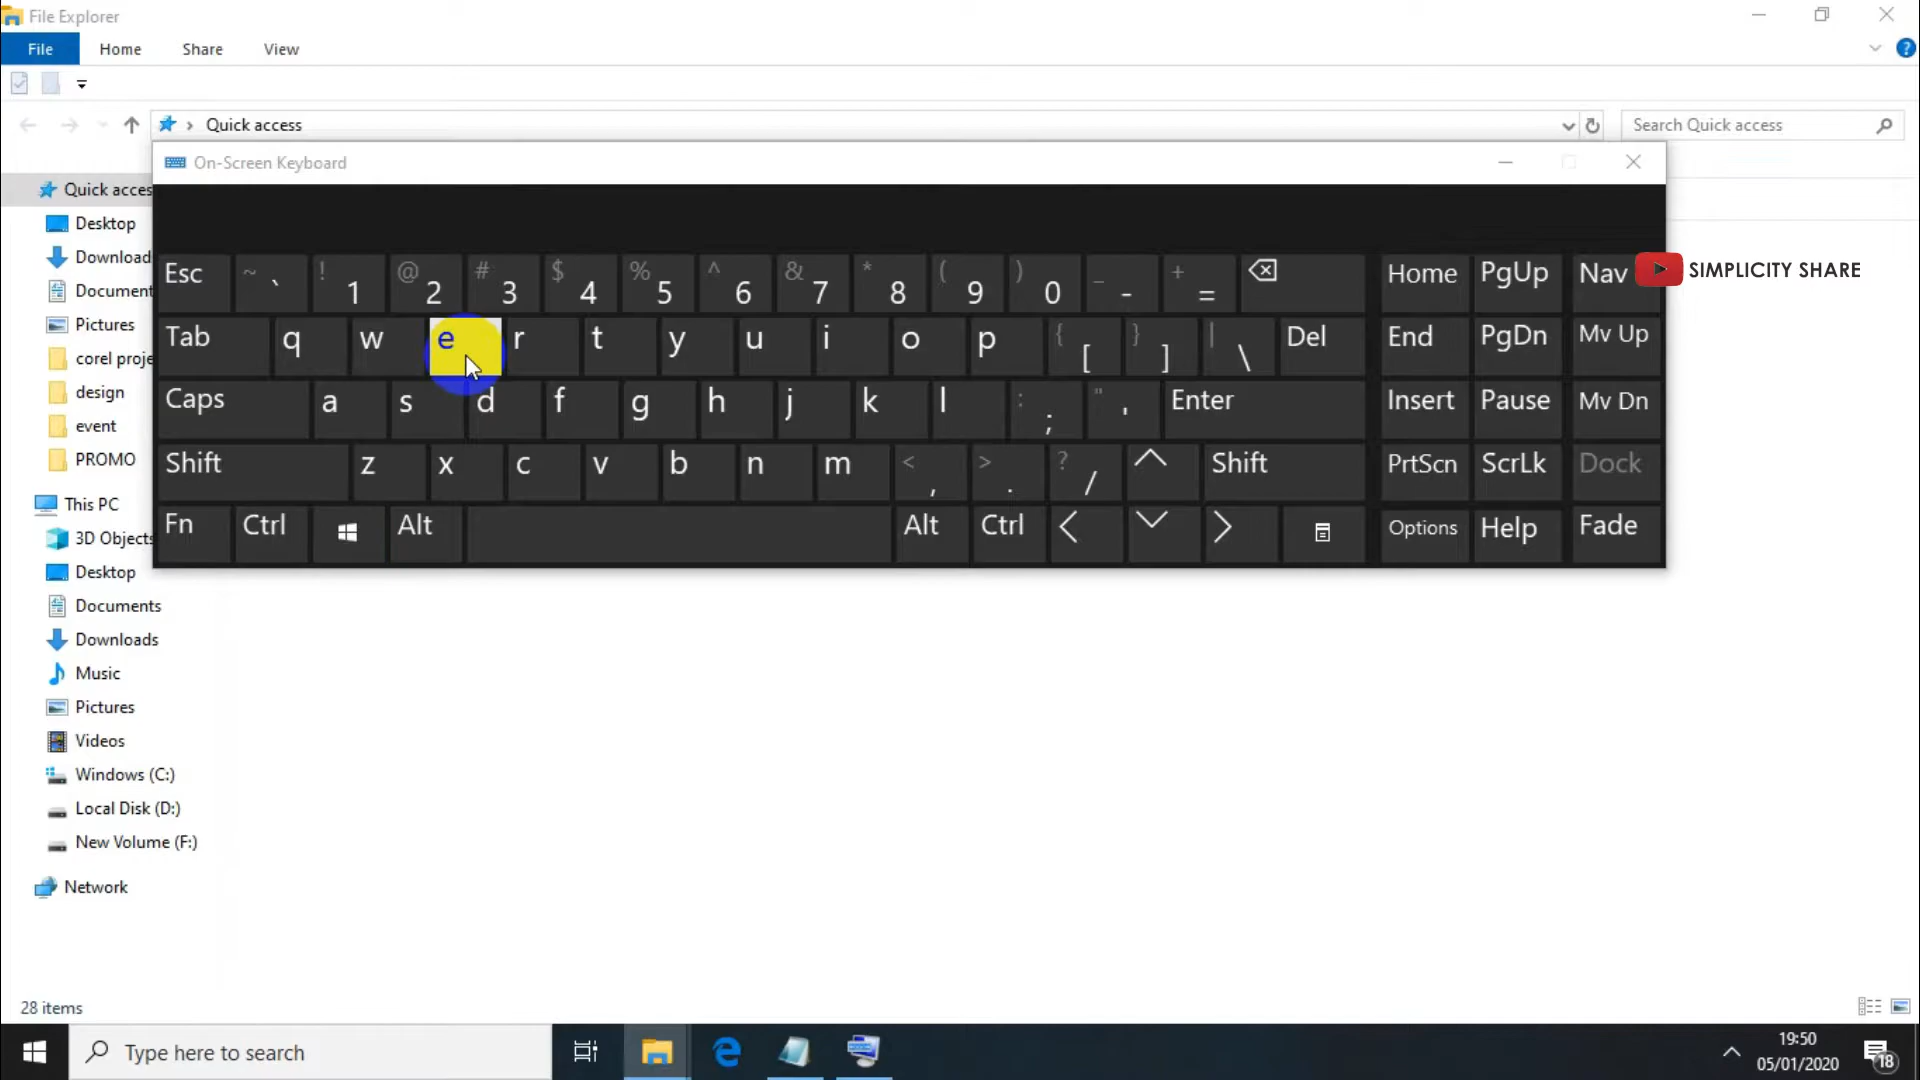 File Explorer
File Home Share View
Quick access
Search Quick access
On-Screen Keyboard
Quick acces
Desktop
Download
Document
Pictures
corel proje
design
event
PROMO
This PC
3D Objects
Desktop
Documents
Downloads
Music
Pictures
Videos
Windows (C:)
Local Disk (D:)
New Volume (F:)
Network
Esc ~ ` ! 1 @ 2 # 3 $ 4 % 5 ^ 6 & 7 * 8 ( 9 ) 0 _ - + = Home PgUp Nav
SIMPLICITY SHARE
Tab q w e r t y u i o p { [ } ] | \ Del End PgDn Mv Up
Caps a s d f g h j k l : ; " ' Enter Insert Pause Mv Dn
Shift z x c v b n m < , > . ? / Shift PrtScn ScrLk Dock
Fn Ctrl Alt Alt Ctrl Options Help Fade
28 items
Type here to search
19:50
05/01/2020
18